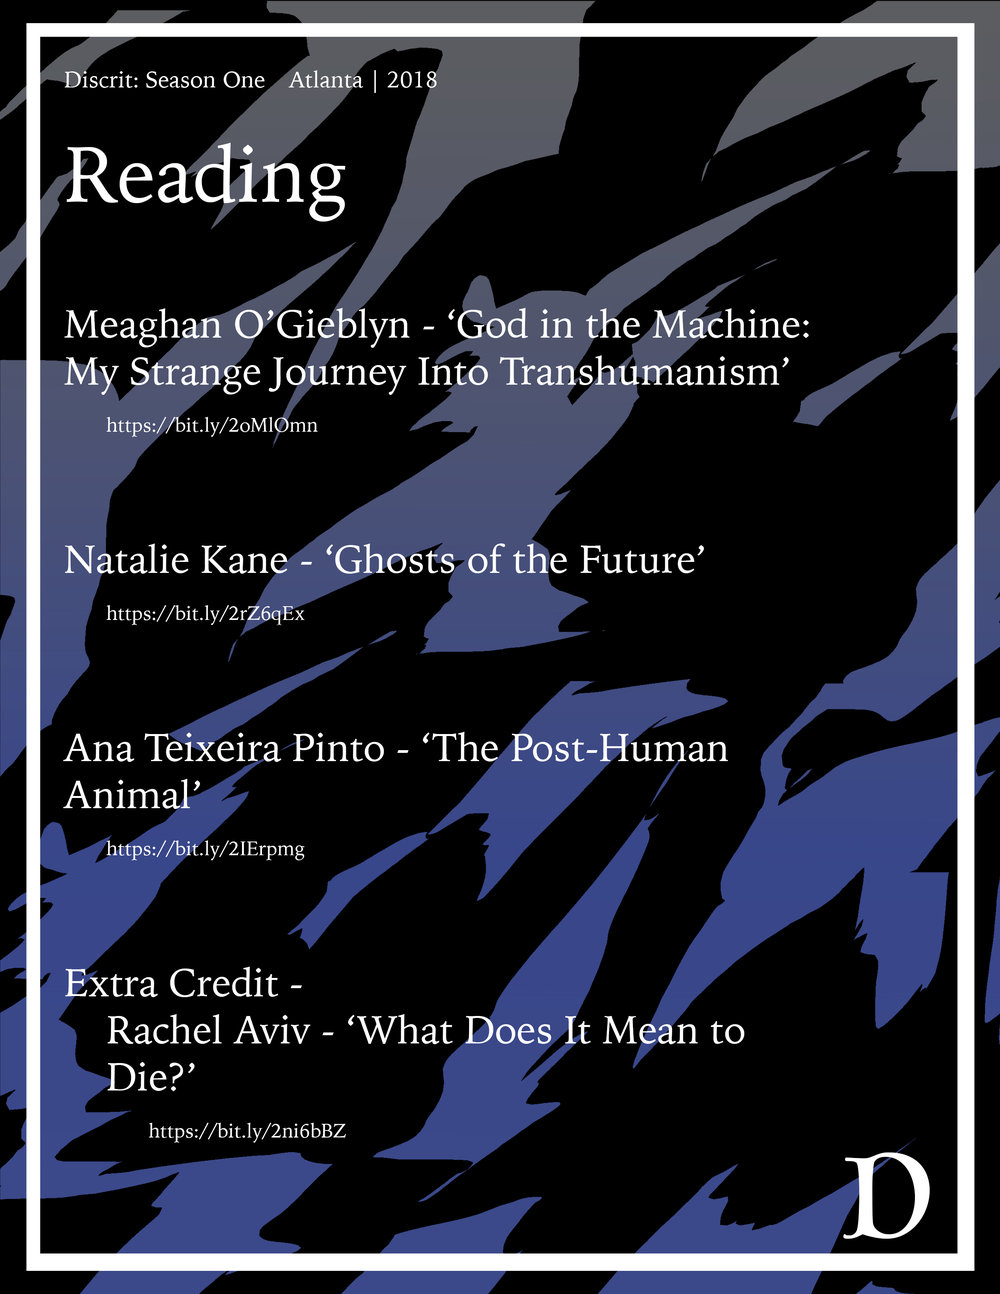 Discrit: Season One Atlanta | 2018
Reading
Meaghan O’Gieblyn - ‘God in the Machine:
My Strange Journey Into Transhumanism’
https://bit.ly/2oMlOmn
Natalie Kane - ‘Ghosts of the Future’
https://bit.ly/2rZ6qEx
Ana Teixeira Pinto - ‘The Post-Human
Animal’
https://bit.ly/2IErpmg
Extra Credit -
Rachel Aviv - ‘What Does It Mean to
Die?’
https://bit.ly/2ni6bBZ
D